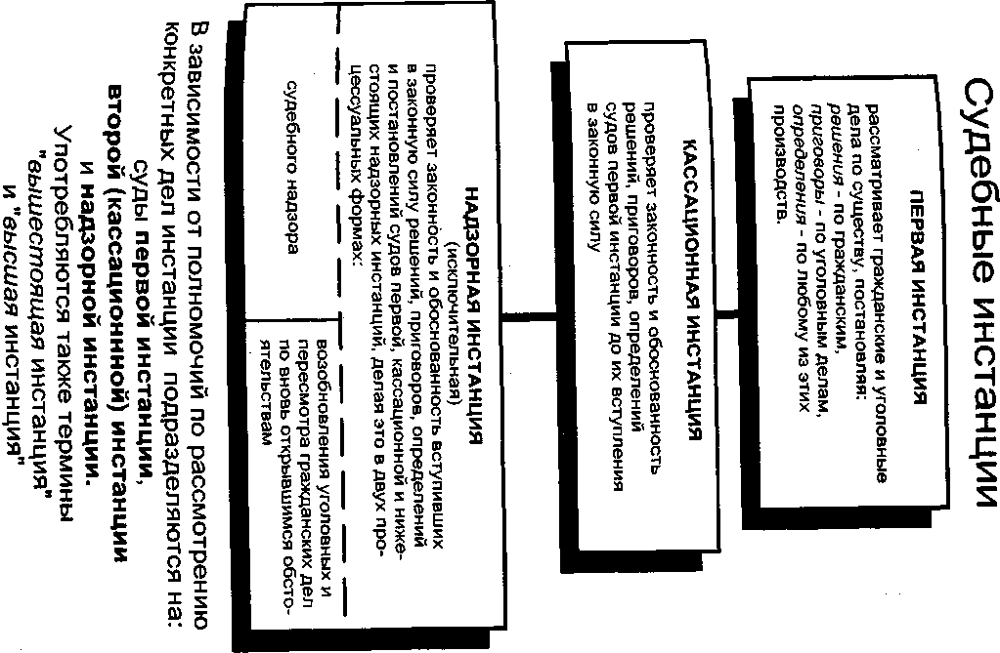 Судебные инстанции
ПЕРВАЯ ИНСТАНЦИЯ
рассматривает гражданские и уголовные
дела по существу, постановляя:
решения - по гражданским,
приговоры - по уголовным делам,
определения - по любому из этих
производств.
КАССАЦИОННАЯ ИНСТАНЦИЯ
проверяет законность и обоснованность
решений, приговоров, определений
судов первой инстанции до их вступления
в законную силу
НАДЗОРНАЯ ИНСТАНЦИЯ
(исключительная)
проверяет законность и обоснованность вступивших
в законную силу решений, приговоров, определений
и постановлений судов первой, кассационной и ниже-
стоящих надзорных инстанций, делая это в двух про-
цессуальных формах:
судебного надзора
возобновления уголовных и
пересмотра гражданских дел
по вновь открывшимся обсто-
ятельствам
В зависимости от полномочий по рассмотрению
конкретных дел инстанции подразделяются на:
суды первой инстанции,
второй (кассационной) инстанции
и надзорной инстанции.
Употребляются также термины
"вышестоящая инстанция"
и "высшая инстанция"